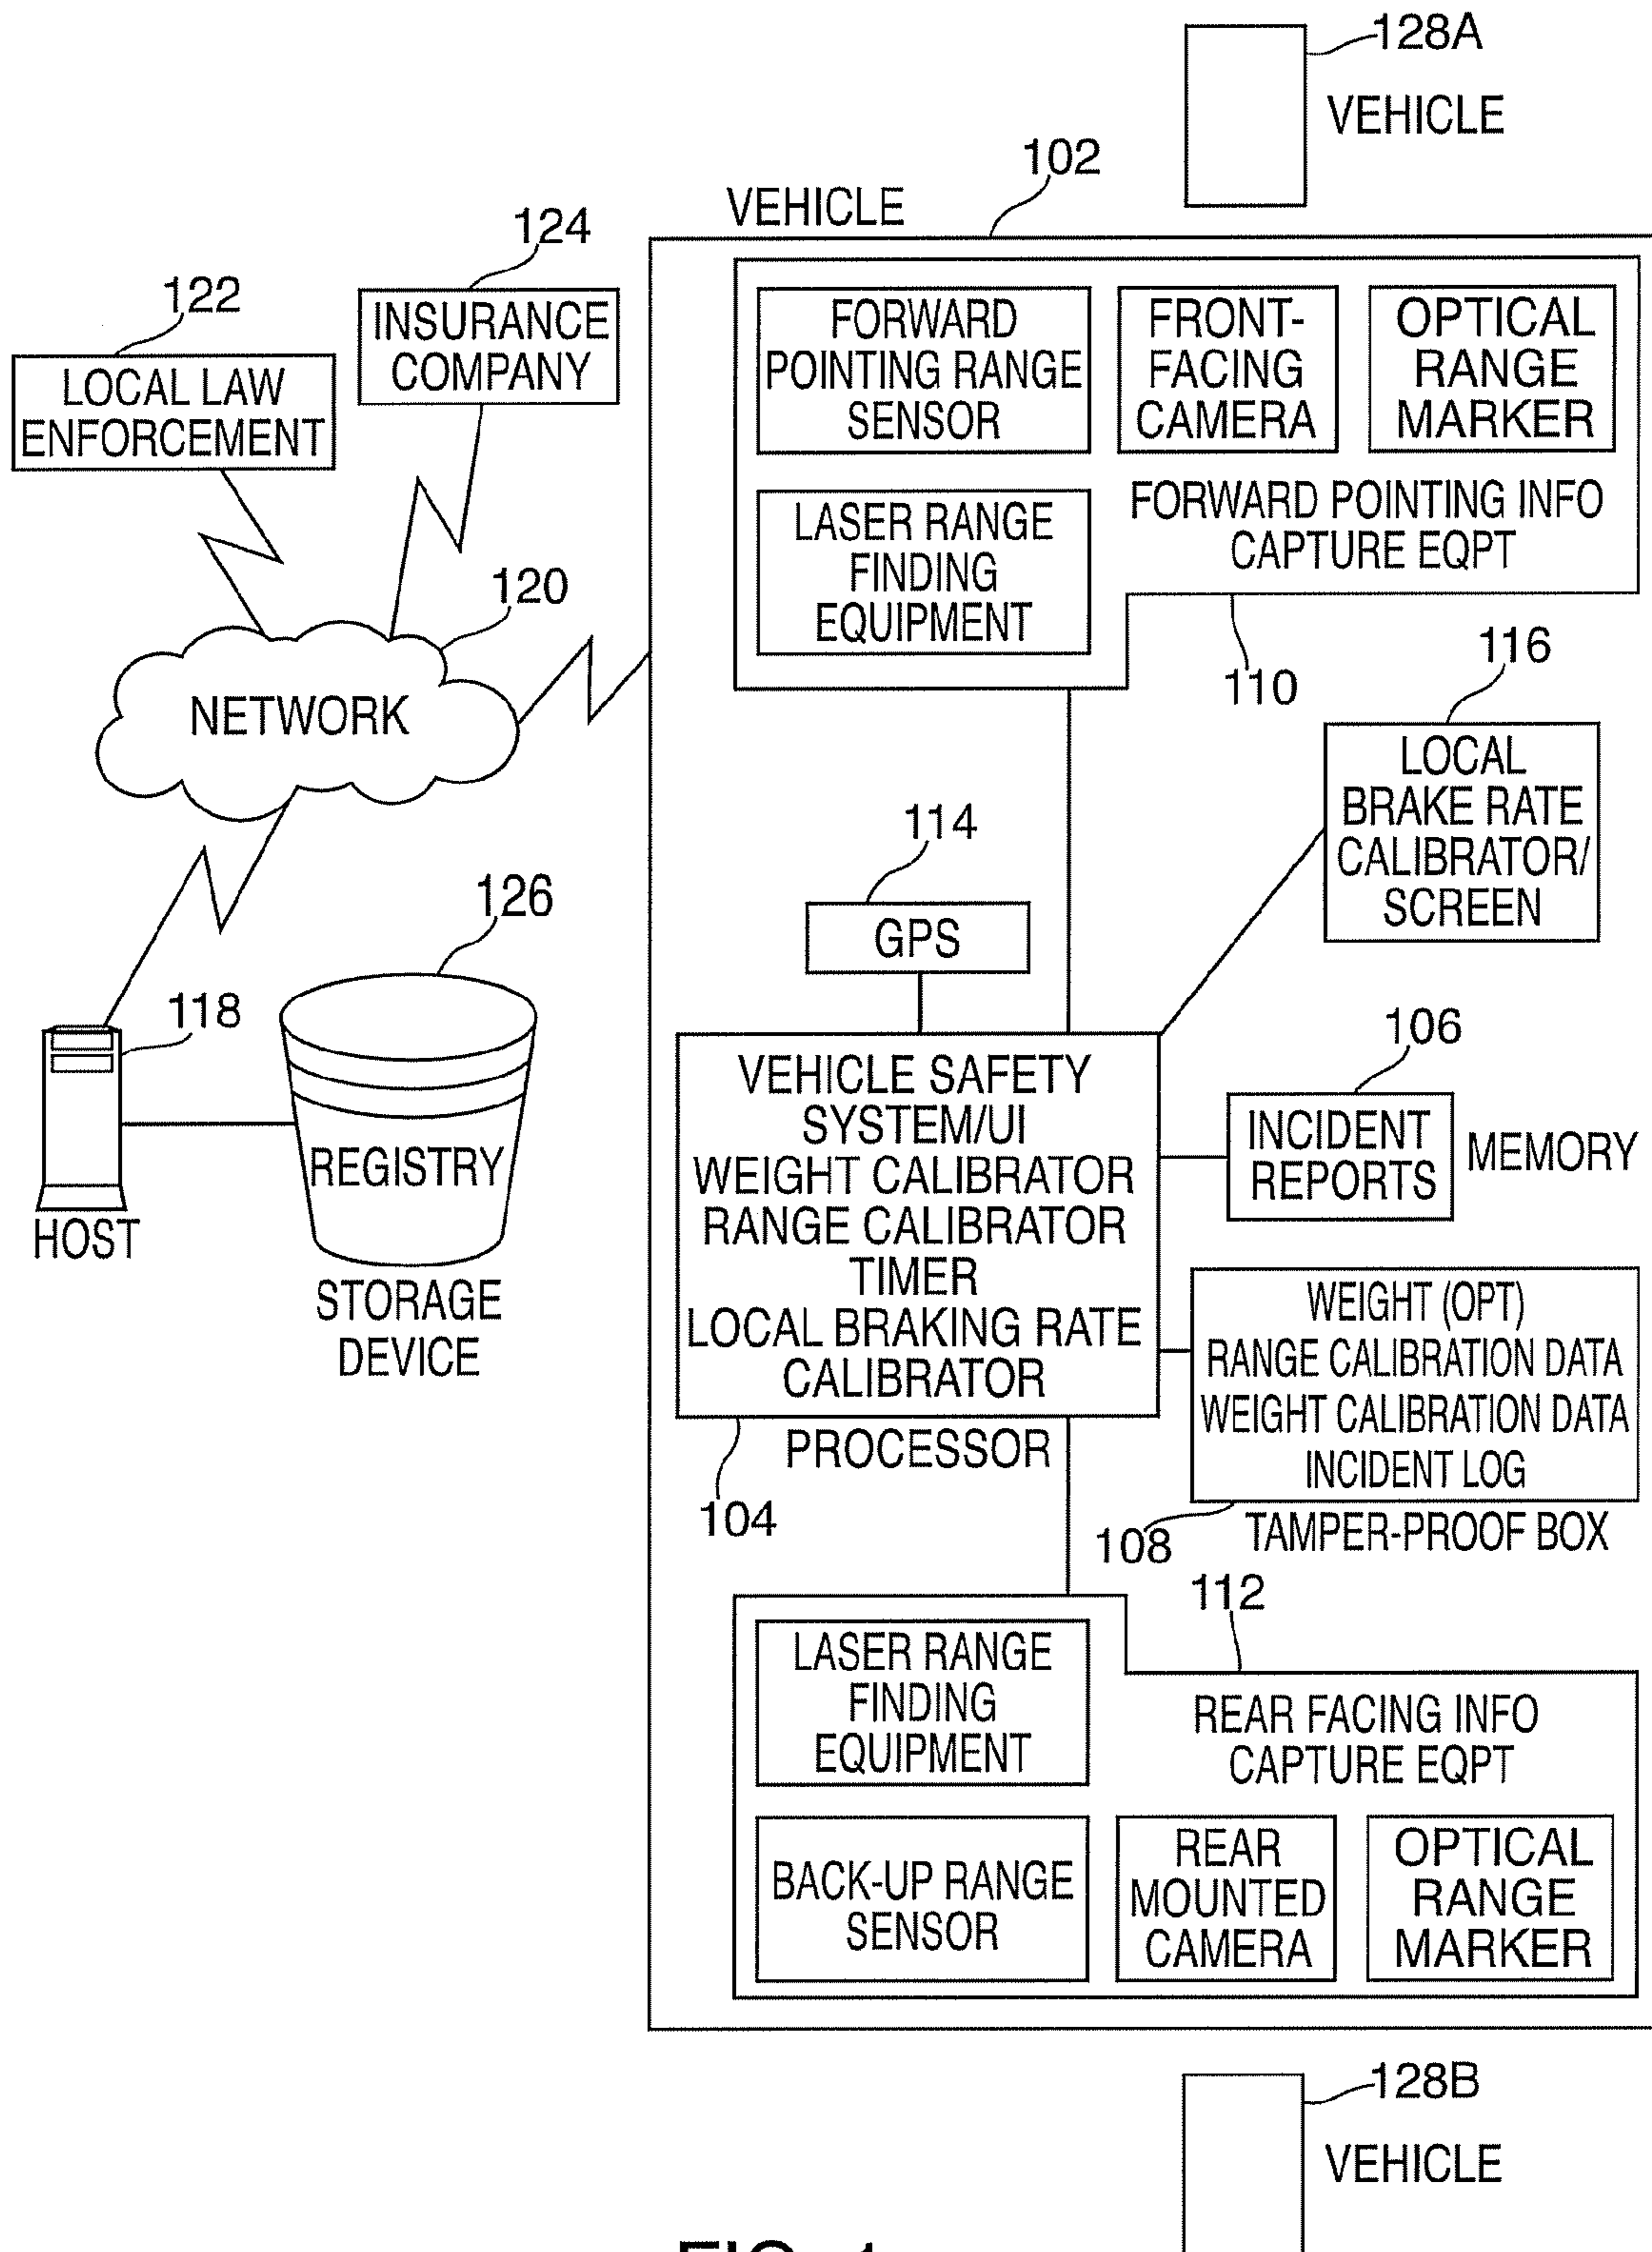 128A
VEHICLE
102
VEHICLE
124
INSURANCE
COMPANY
122
LOCAL LAW
ENFORCEMENT
FORWARD
POINTING RANGE
SENSOR
FRONT-
FACING
CAMERA
OPTICAL
RANGE
MARKER
LASER RANGE
FINDING
EQUIPMENT
FORWARD POINTING INFO
CAPTURE EQPT
110
120
NETWORK
116
LOCAL
BRAKE RATE
CALIBRATOR/
SCREEN
114
GPS
126
REGISTRY
STORAGE
DEVICE
118
HOST
VEHICLE SAFETY
SYSTEM/UI
WEIGHT CALIBRATOR
RANGE CALIBRATOR
TIMER
LOCAL BRAKING RATE
CALIBRATOR
PROCESSOR
104
106
INCIDENT
REPORTS
MEMORY
WEIGHT (OPT)
RANGE CALIBRATION DATA
WEIGHT CALIBRATION DATA
INCIDENT LOG
108
TAMPER-PROOF BOX
112
LASER RANGE
FINDING
EQUIPMENT
REAR FACING INFO
CAPTURE EQPT
BACK-UP RANGE
SENSOR
REAR
MOUNTED
CAMERA
OPTICAL
RANGE
MARKER
128B
VEHICLE